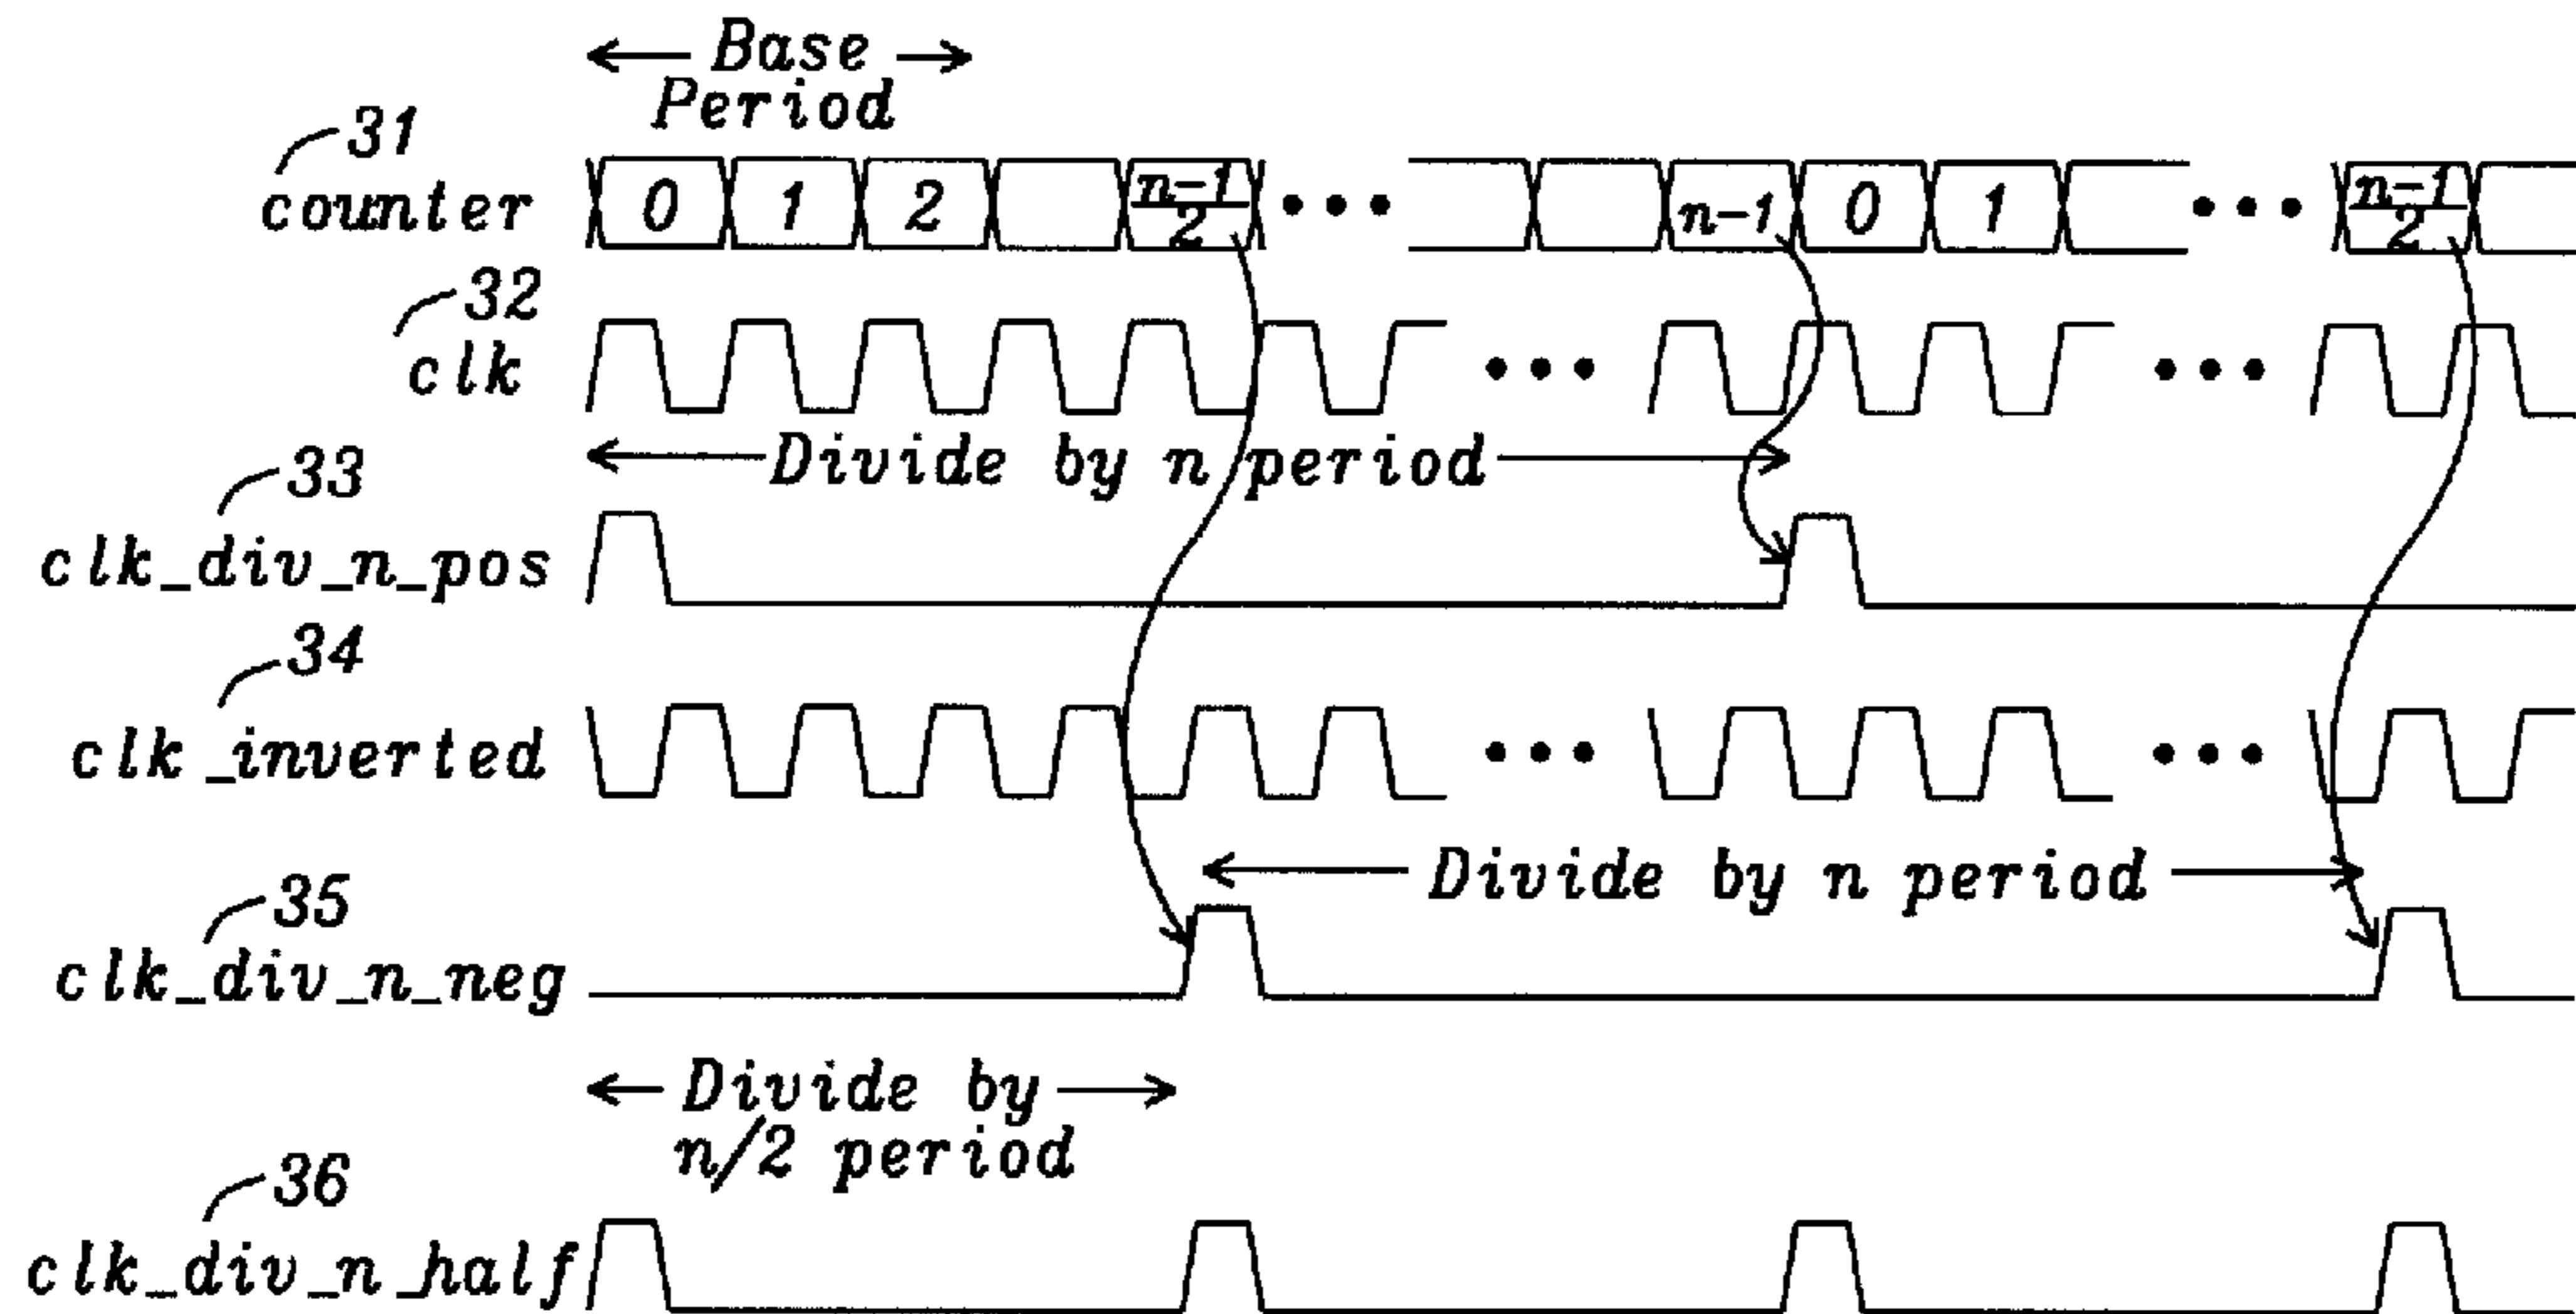 Base
Period
31
counter 0 1 2 n-1/2 ••• n-1 0 1 ••• n-1/2
32
clk ••• •••
Divide by n period
33
clk_div_n_pos
34
clk_inverted ••• •••
Divide by n period
35
clk_div_n_neg
Divide by
n/2 period
36
clk_div_n_half